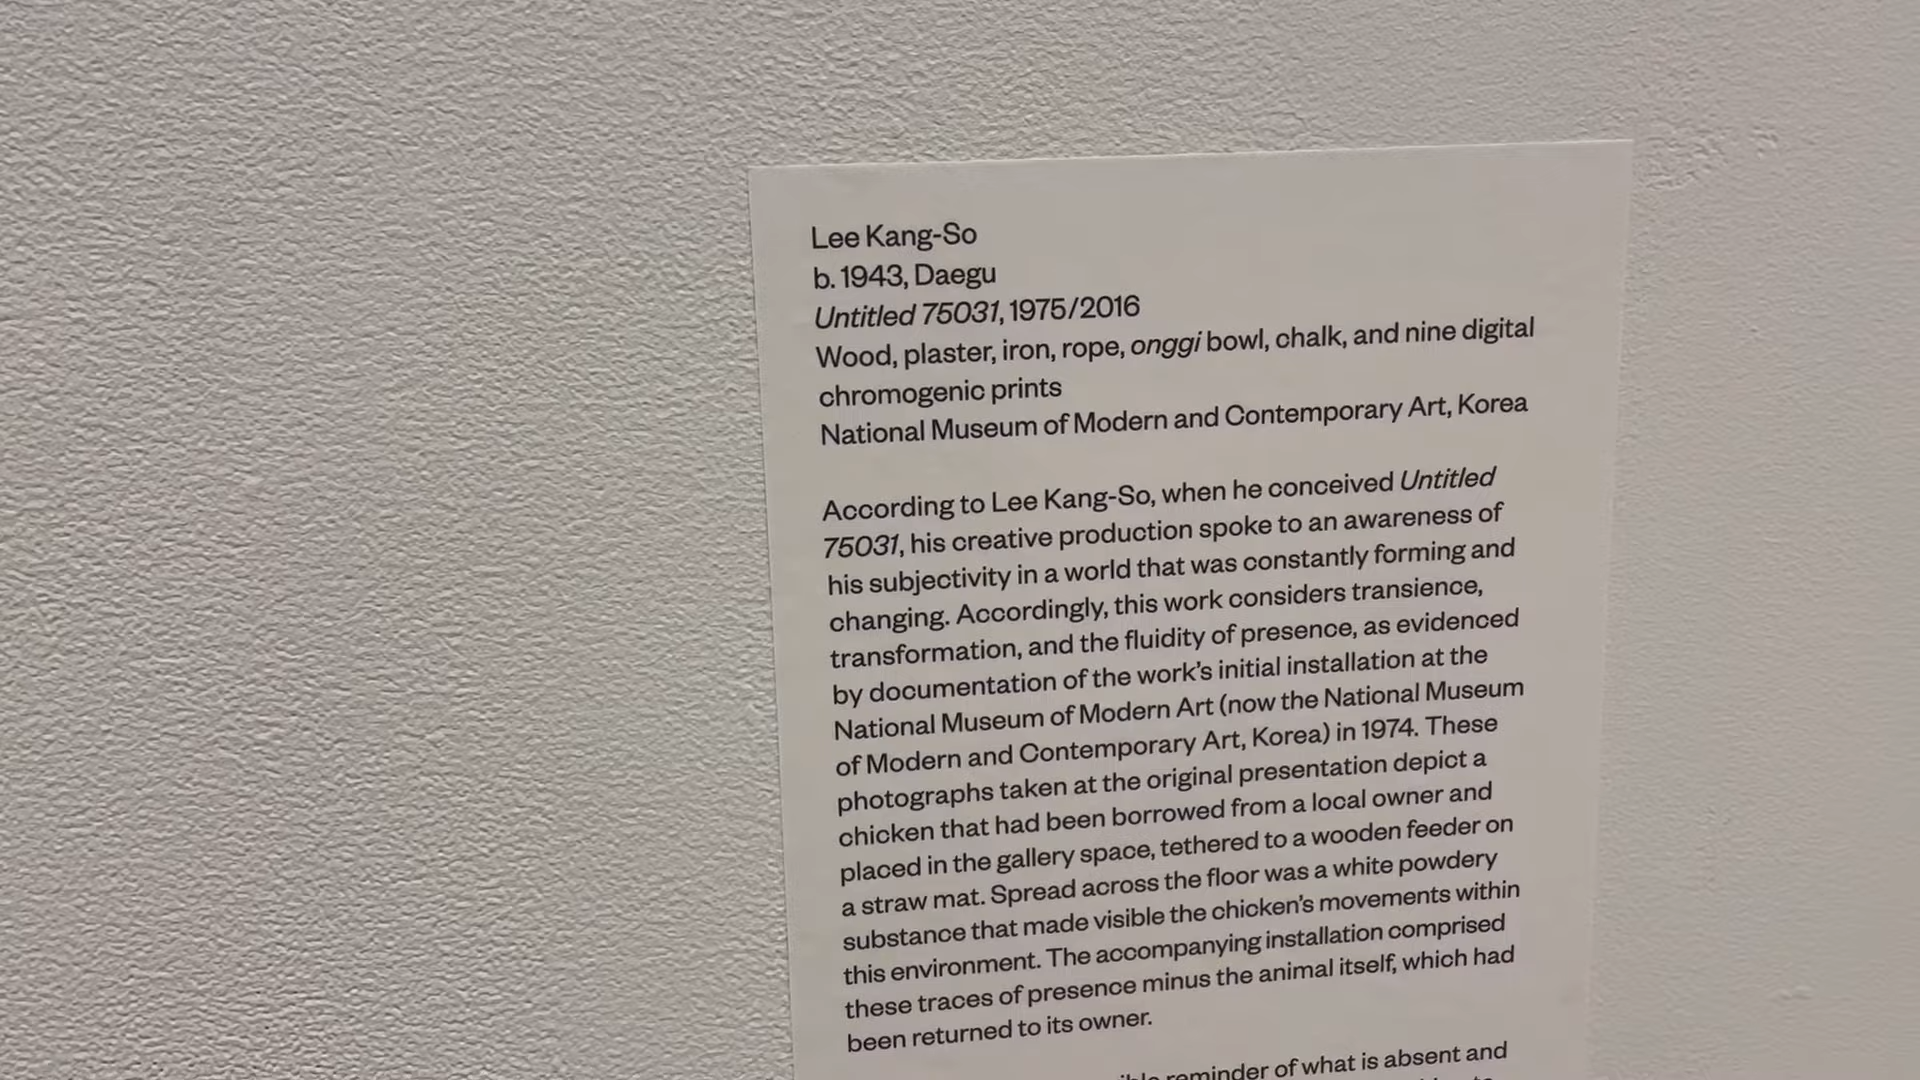 Lee Kang-So
b. 1943, Daegu
Untitled 75031, 1975/2016
Wood, plaster, iron, rope, onggi bowl, chalk, and nine digital
chromogenic prints
National Museum of Modern and Contemporary Art, Korea
According to Lee Kang-So, when he conceived Untitled
75031, his creative production spoke to an awareness of
his subjectivity in a world that was constantly forming and
changing. Accordingly, this work considers transience,
transformation, and the fluidity of presence, as evidenced
by documentation of the work’s initial installation at the
National Museum of Modern Art (now the National Museum
of Modern and Contemporary Art, Korea) in 1974. These
photographs taken at the original presentation depict a
chicken that had been borrowed from a local owner and
placed in the gallery space, tethered to a wooden feeder on
a straw mat. Spread across the floor was a white powdery
substance that made visible the chicken’s movements within
this environment. The accompanying installation comprised
these traces of presence minus the animal itself, which had
been returned to its owner.
reminder of what is absent and